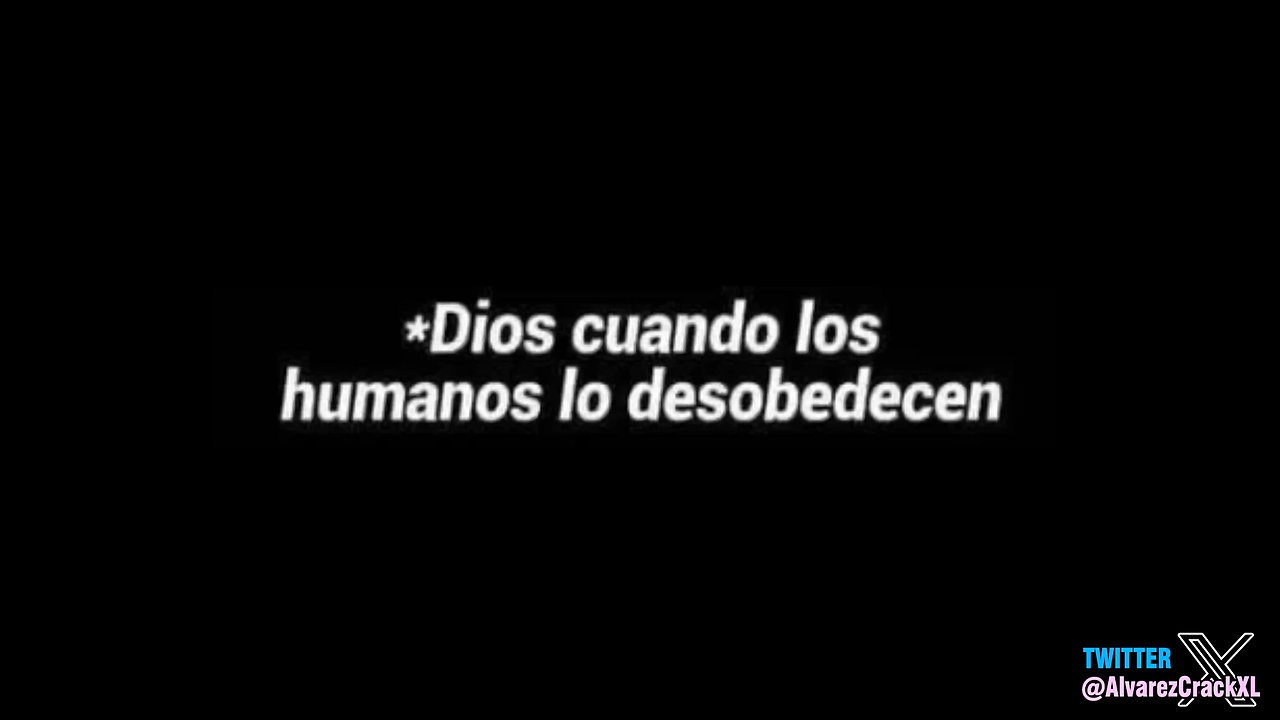 *Dios cuando los
humanos lo desobedecen
TWITTER
@AlvarezCrackXL